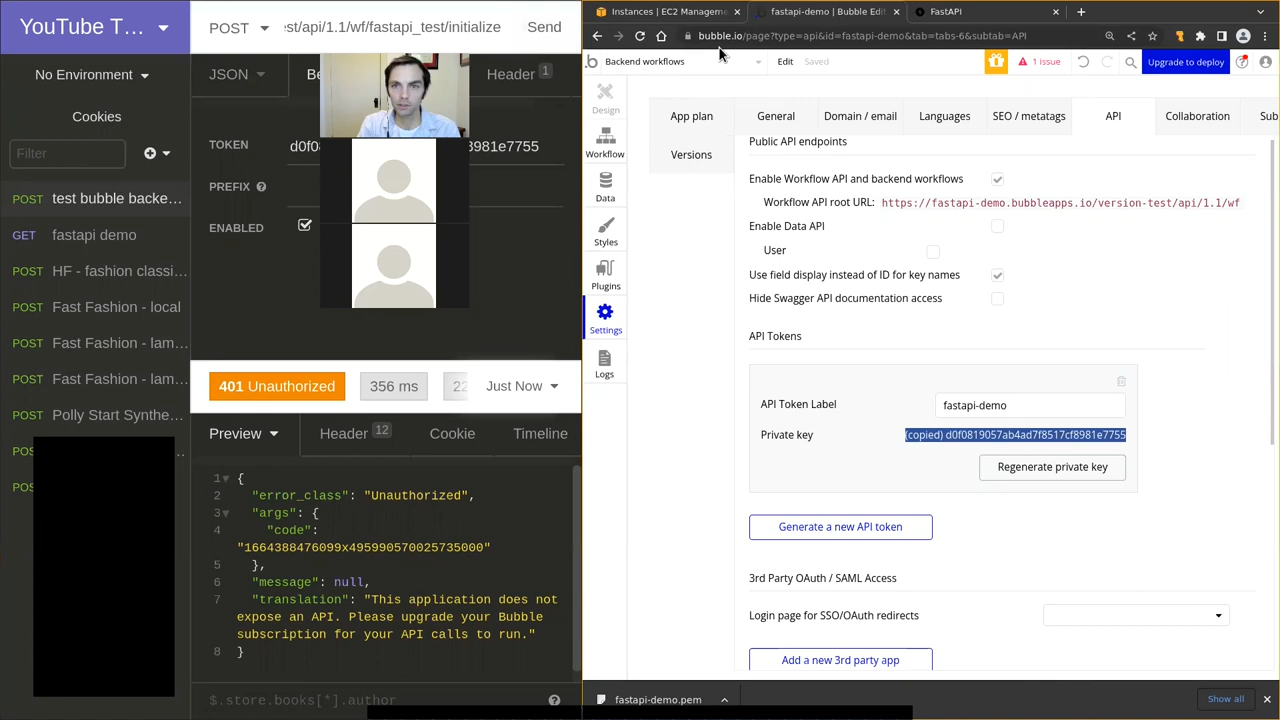 YouTube T...
POST
st/api/1.1/wf/fastapi_test/initialize
Send
No Environment
JSON
Header 1
Cookies
Filter
TOKEN
8981e7755
PREFIX
ENABLED
POST test bubble backe...
GET fastapi demo
POST HF - fashion classi...
POST Fast Fashion - local
POST Fast Fashion - lam...
POST Fast Fashion - lam...
POST Polly Start Synthe...
401 Unauthorized
356 ms
22
Just Now
Preview
Header 12
Cookie
Timeline
1 {
2 "error_class": "Unauthorized",
3 "args": {
4 "code":
"1664388476099x495990570025735000"
5 },
6 "message": null,
7 "translation": "This application does not
expose an API. Please upgrade your Bubble
subscription for your API calls to run."
8 }
$.store.books[*].author
Instances | EC2 Manageme
fastapi-demo | Bubble Edit
FastAPI
bubble.io/page?type=api&id=fastapi-demo&tab=tabs-6&subtab=API
Backend workflows
Edit
Saved
1 issue
Upgrade to deploy
Design
Workflow
Data
Styles
Plugins
Settings
Logs
App plan
General
Domain / email
Languages
SEO / metatags
API
Collaboration
Sub
Versions
Public API endpoints
Enable Workflow API and backend workflows
Workflow API root URL: https://fastapi-demo.bubbleapps.io/version-test/api/1.1/wf
Enable Data API
User
Use field display instead of ID for key names
Hide Swagger API documentation access
API Tokens
API Token Label
fastapi-demo
Private key
(copied) d0f0819057ab4ad7f8517cf8981e7755
Regenerate private key
Generate a new API token
3rd Party OAuth / SAML Access
Login page for SSO/OAuth redirects
Add a new 3rd party app
fastapi-demo.pem
Show all